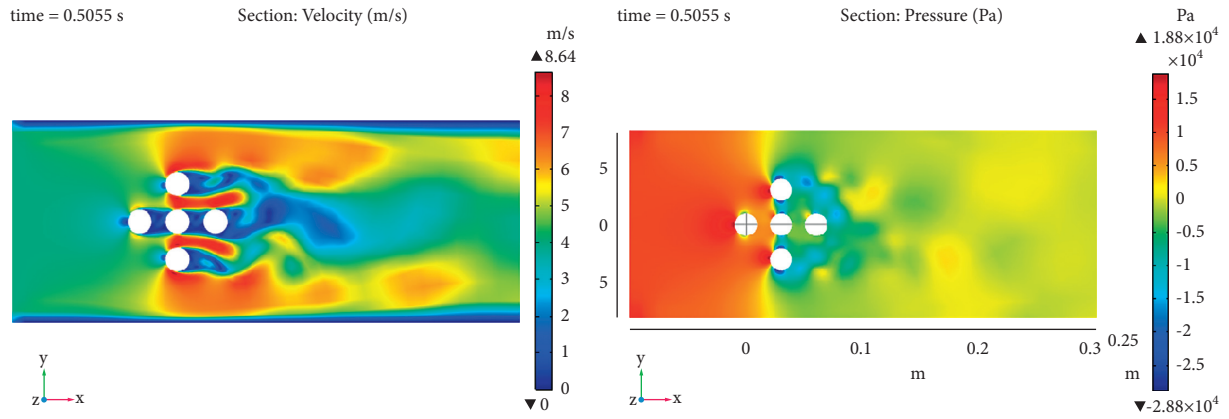 time = 0.5055 s
Section: Velocity (m/s)
m/s
▲ 8.64
8
7
6
5
4
3
2
1
0
▼ 0
y
z
x
time = 0.5055 s
Section: Pressure (Pa)
Pa
▲ 1.88×10⁴
×10⁴
1.5
1
0.5
0
-0.5
-1
-1.5
-2
-2.5
▼ -2.88×10⁴
5
0
5
0
0.1
0.2
0.3
0.25
m
m
y
z
x